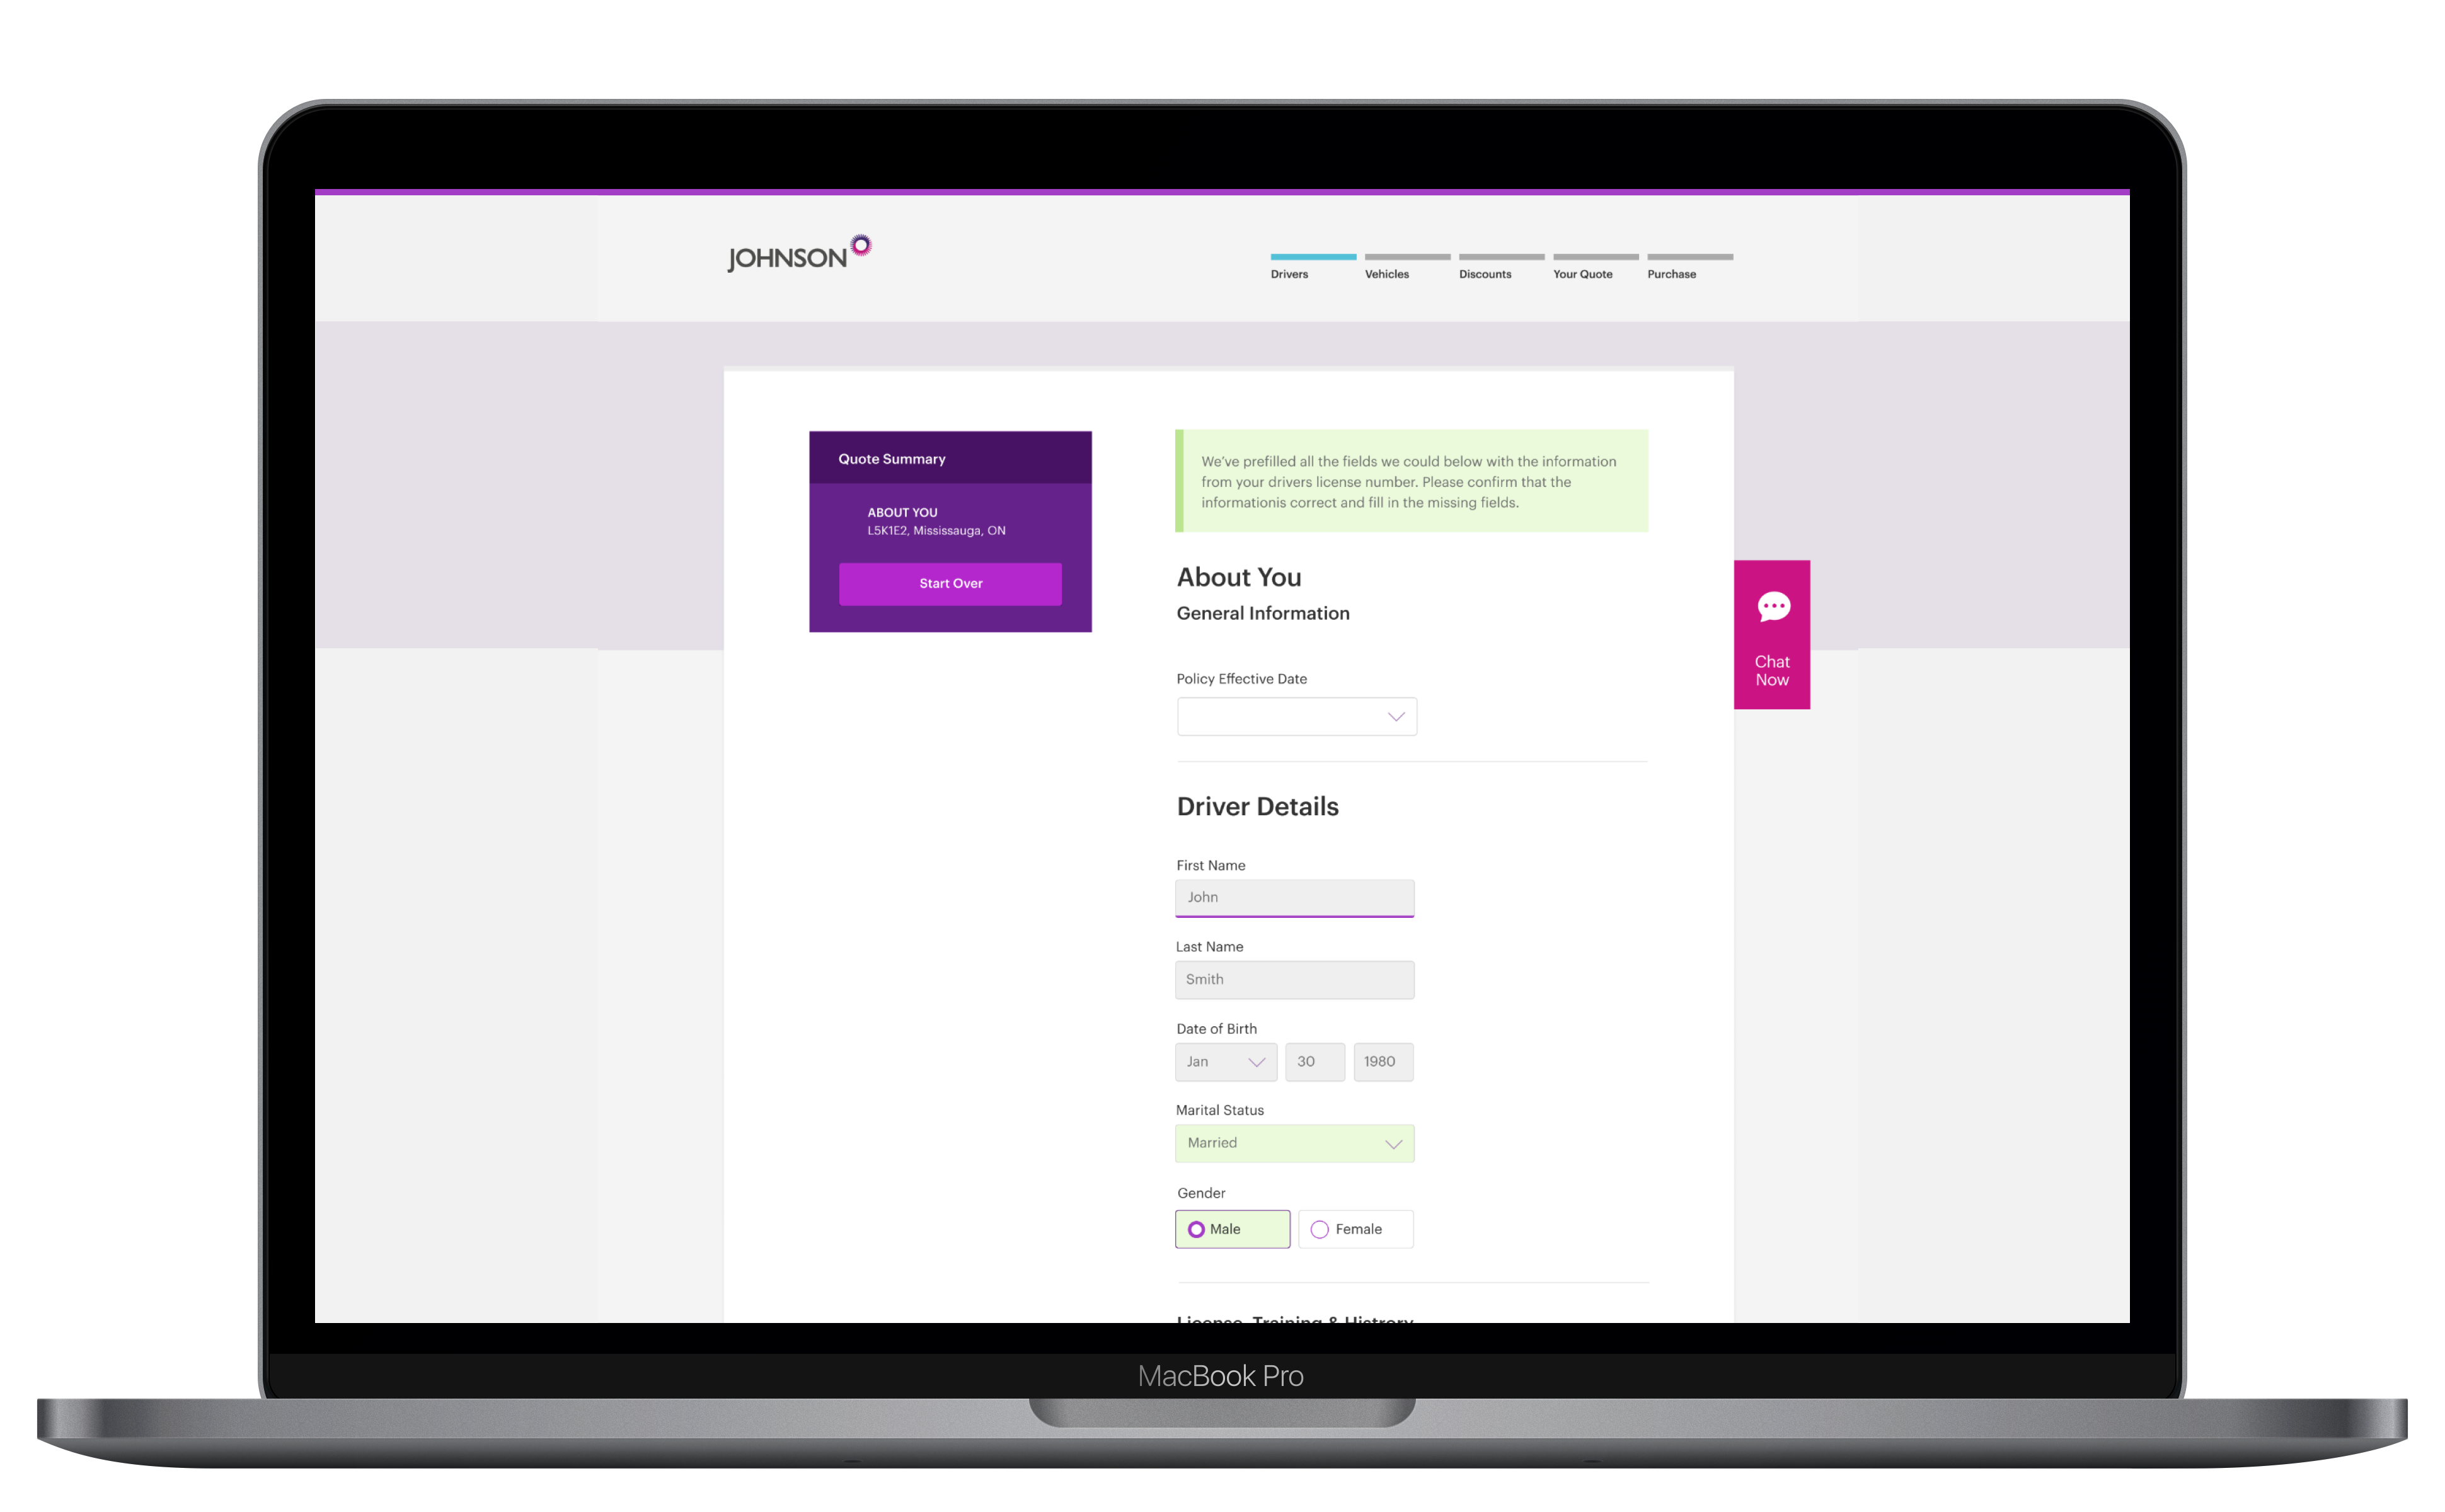 JOHNSON
Drivers
Vehicles
Discounts
Your Quote
Purchase
Quote Summary
ABOUT YOU
L5K1E2, Mississauga, ON
Start Over
We've prefilled all the fields we could below with the information
from your drivers license number. Please confirm that the
informationis correct and fill in the missing fields.
About You
General Information
Policy Effective Date
Chat
Now
Driver Details
First Name
John
Last Name
Smith
Date of Birth
Jan
30
1980
Marital Status
Married
Gender
Male
Female
License, Training & Histrory
MacBook Pro